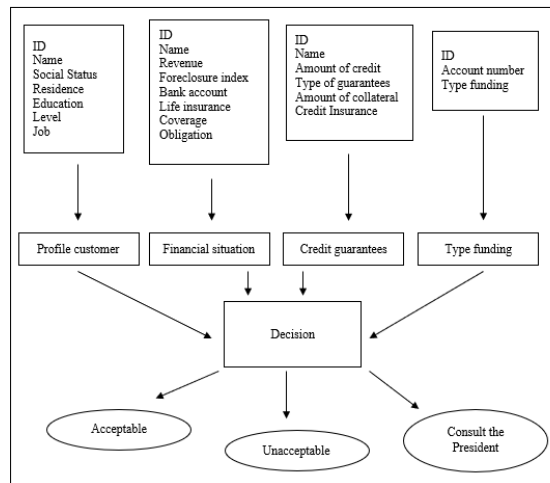 ID
Name
Social Status
Residence
Education
Level
Job
ID
Name
Revenue
Foreclosure index
Bank account
Life insurance
Coverage
Obligation
ID
Name
Amount of credit
Type of guarantees
Amount of collateral
Credit Insurance
ID
Account number
Type funding
Profile customer
Financial situation
Credit guarantees
Type funding
Decision
Acceptable
Unacceptable
Consult the
President